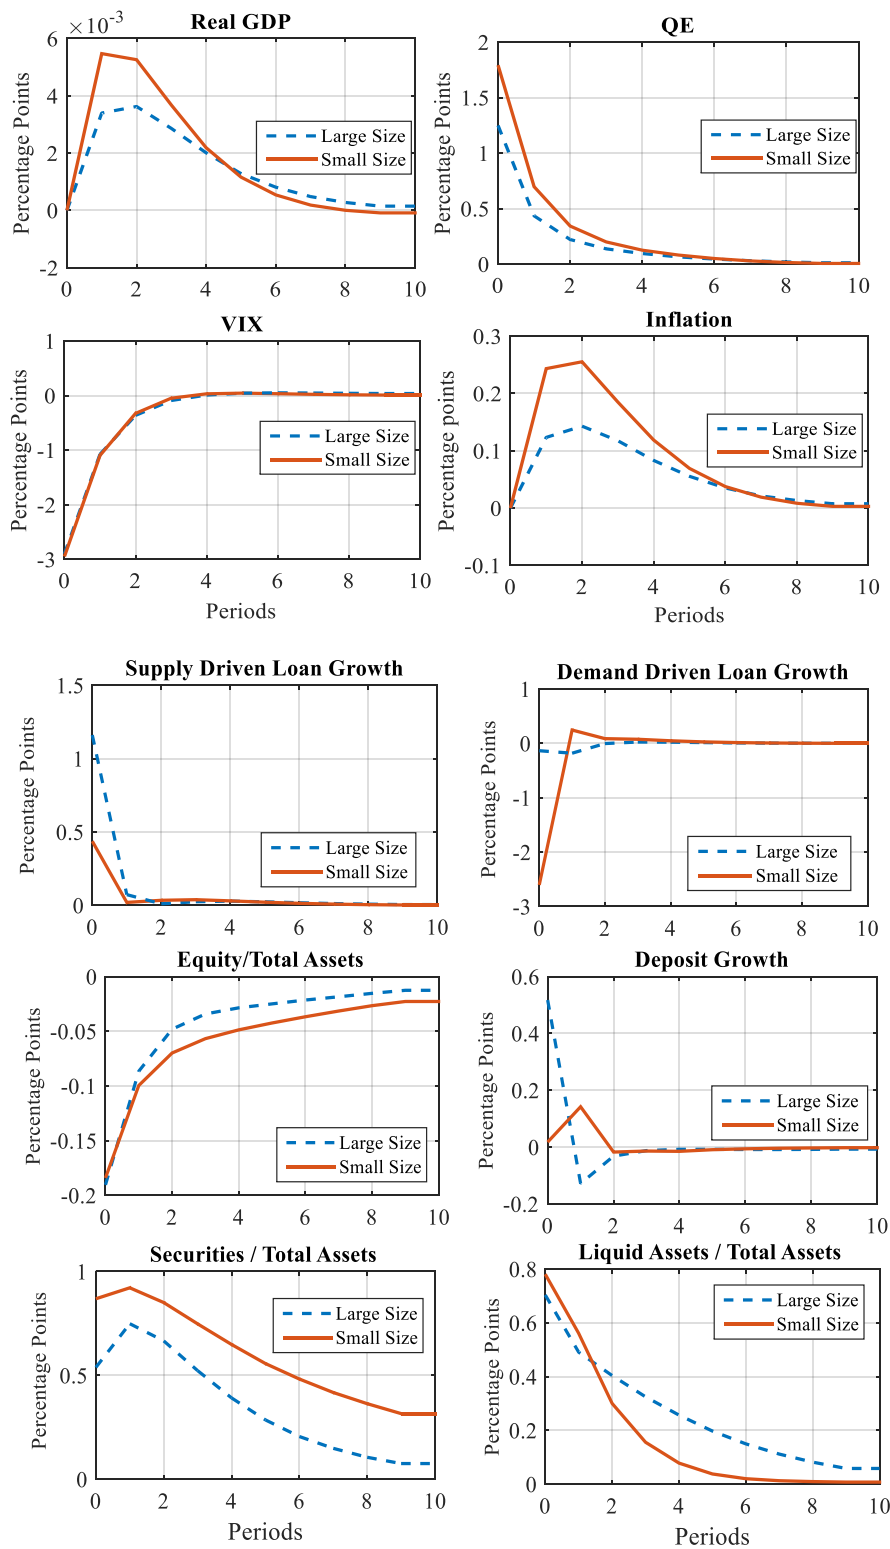 Real GDP
×10⁻³
6
4
2
0
-2
Percentage Points
Large Size
Small Size
0 2 4 6 8 10
QE
2
1.5
1
0.5
0
Percentage Points
Large Size
Small Size
0 2 4 6 8 10
VIX
1
0
-1
-2
-3
Percentage Points
Large Size
Small Size
0 2 4 6 8 10
Periods
Inflation
0.3
0.2
0.1
0
-0.1
Percentage points
Large Size
Small Size
0 2 4 6 8 10
Supply Driven Loan Growth
1.5
1
0.5
0
Percentage Points
Large Size
Small Size
0 2 4 6 8 10
Demand Driven Loan Growth
1
0
-1
-2
-3
Percentage Points
Large Size
Small Size
0 2 4 6 8 10
Equity/Total Assets
0
-0.05
-0.1
-0.15
-0.2
Percentage Points
Large Size
Small Size
0 2 4 6 8 10
Deposit Growth
0.6
0.4
0.2
0
-0.2
Percentage Points
Large Size
Small Size
0 2 4 6 8 10
Securities / Total Assets
1
0.5
0
Percentage Points
Large Size
Small Size
0 2 4 6 8 10
Periods
Liquid Assets / Total Assets
0.8
0.6
0.4
0.2
0
Percentage Points
Large Size
Small Size
0 2 4 6 8 10
Periods